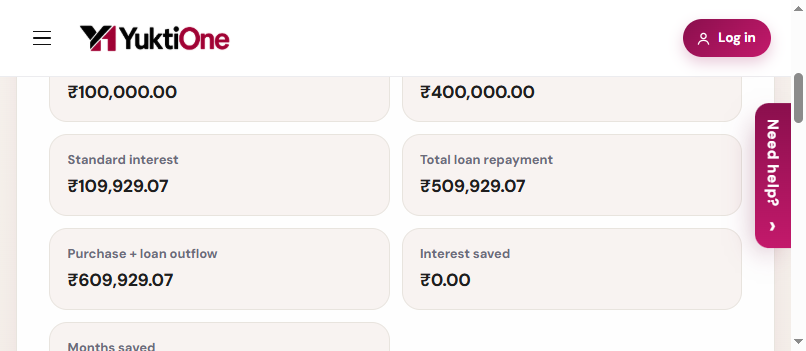 YuktiOne
Log in
₹100,000.00
₹400,000.00
Standard interest
₹109,929.07
Total loan repayment
₹509,929.07
Purchase + loan outflow
₹609,929.07
Interest saved
₹0.00
Months saved
Need help?